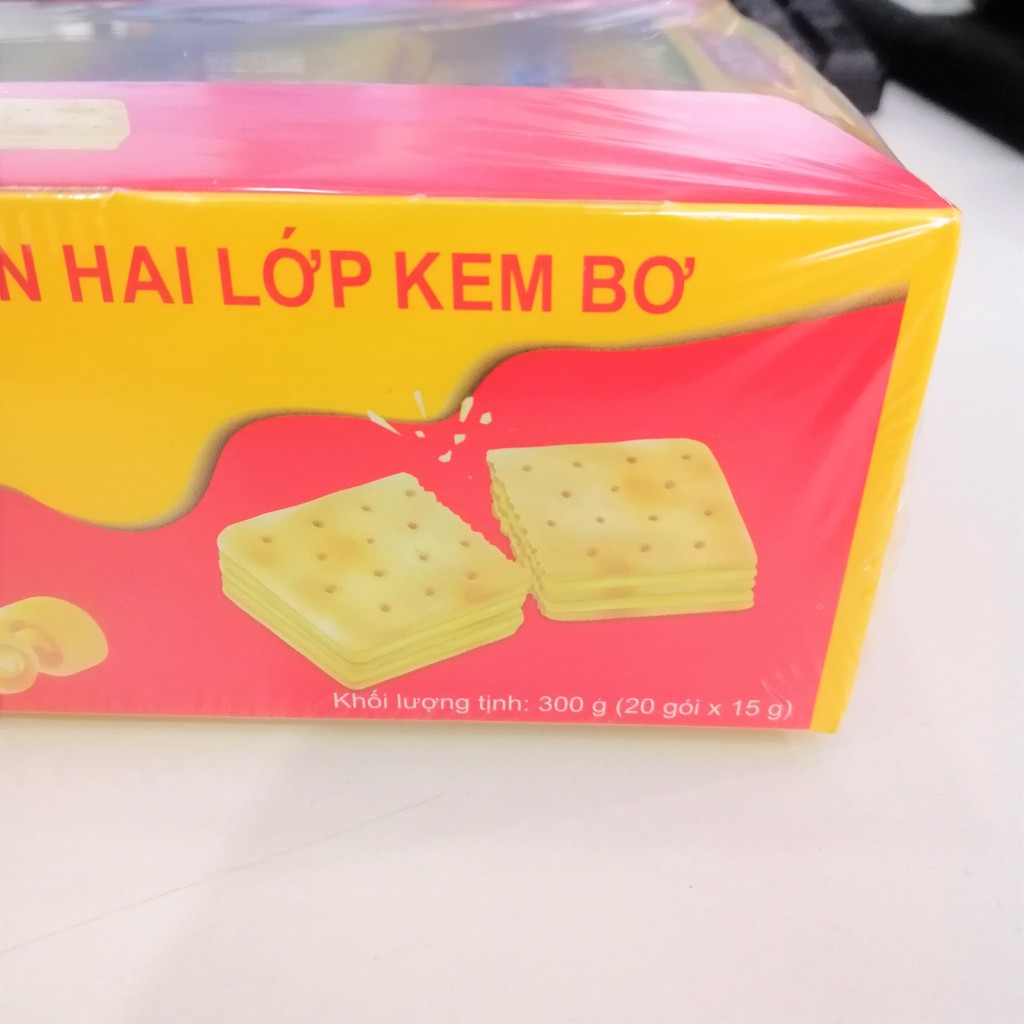 N HAI LỚP KEM BƠ
Khối lượng tịnh: 300 g (20 gói x 15 g)